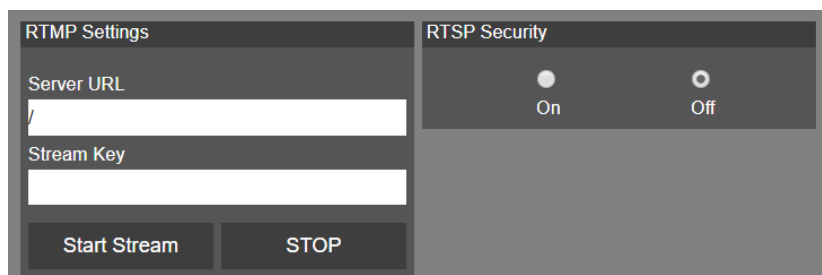 RTMP Settings
Server URL
/
Stream Key
Start Stream
STOP
RTSP Security
On
Off